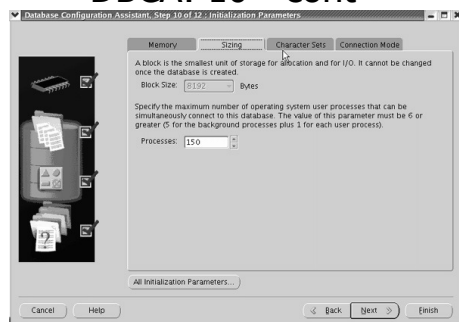 DBCA: 10 - cont
Database Configuration Assistant, Step 10 of 12 : Initialization Parameters
Memory Sizing Character Sets Connection Mode
A block is the smallest unit of storage for allocation and for I/O. It cannot be changed
once the database is created.
Block Size: 8192 Bytes
Specify the maximum number of operating system user processes that can be
simultaneously connect to this database. The value of this parameter must be 6 or
greater (5 for the background processes plus 1 for each user process).
Processes: 150
All Initialization Parameters...
Cancel Help Back Next Finish